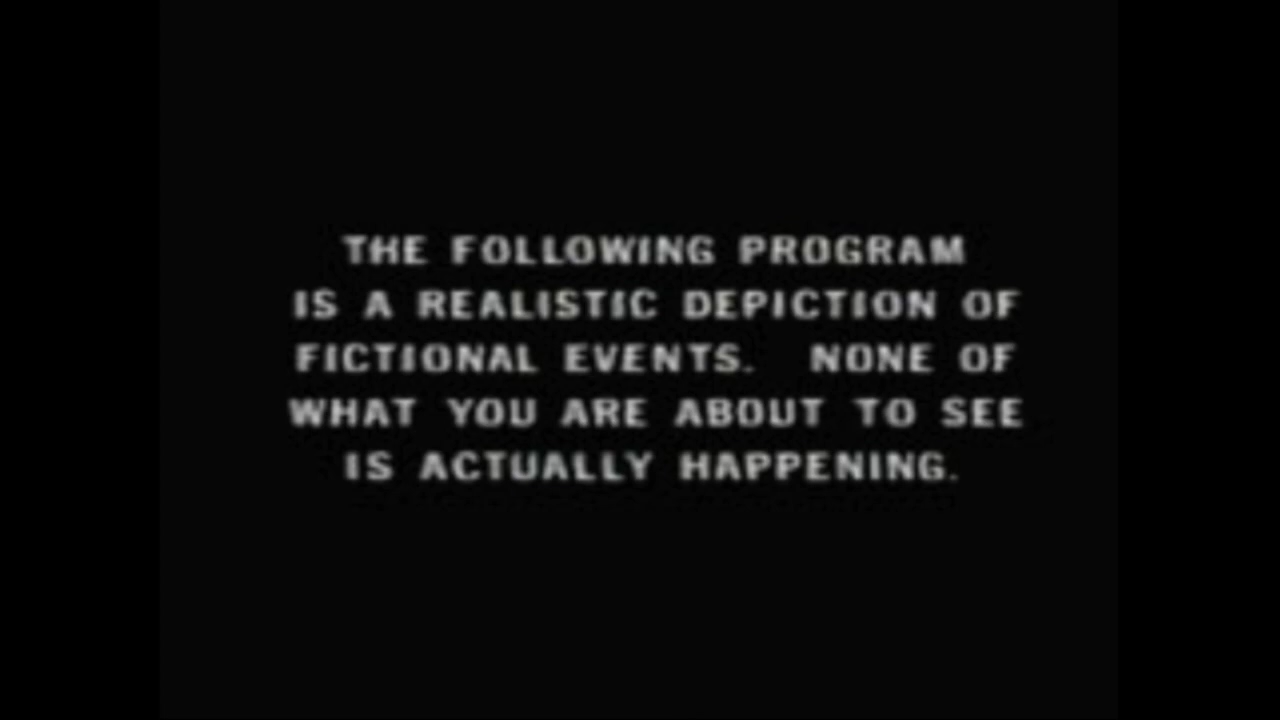 THE FOLLOWING PROGRAM
IS A REALISTIC DEPICTION OF
FICTIONAL EVENTS. NONE OF
WHAT YOU ARE ABOUT TO SEE
IS ACTUALLY HAPPENING.